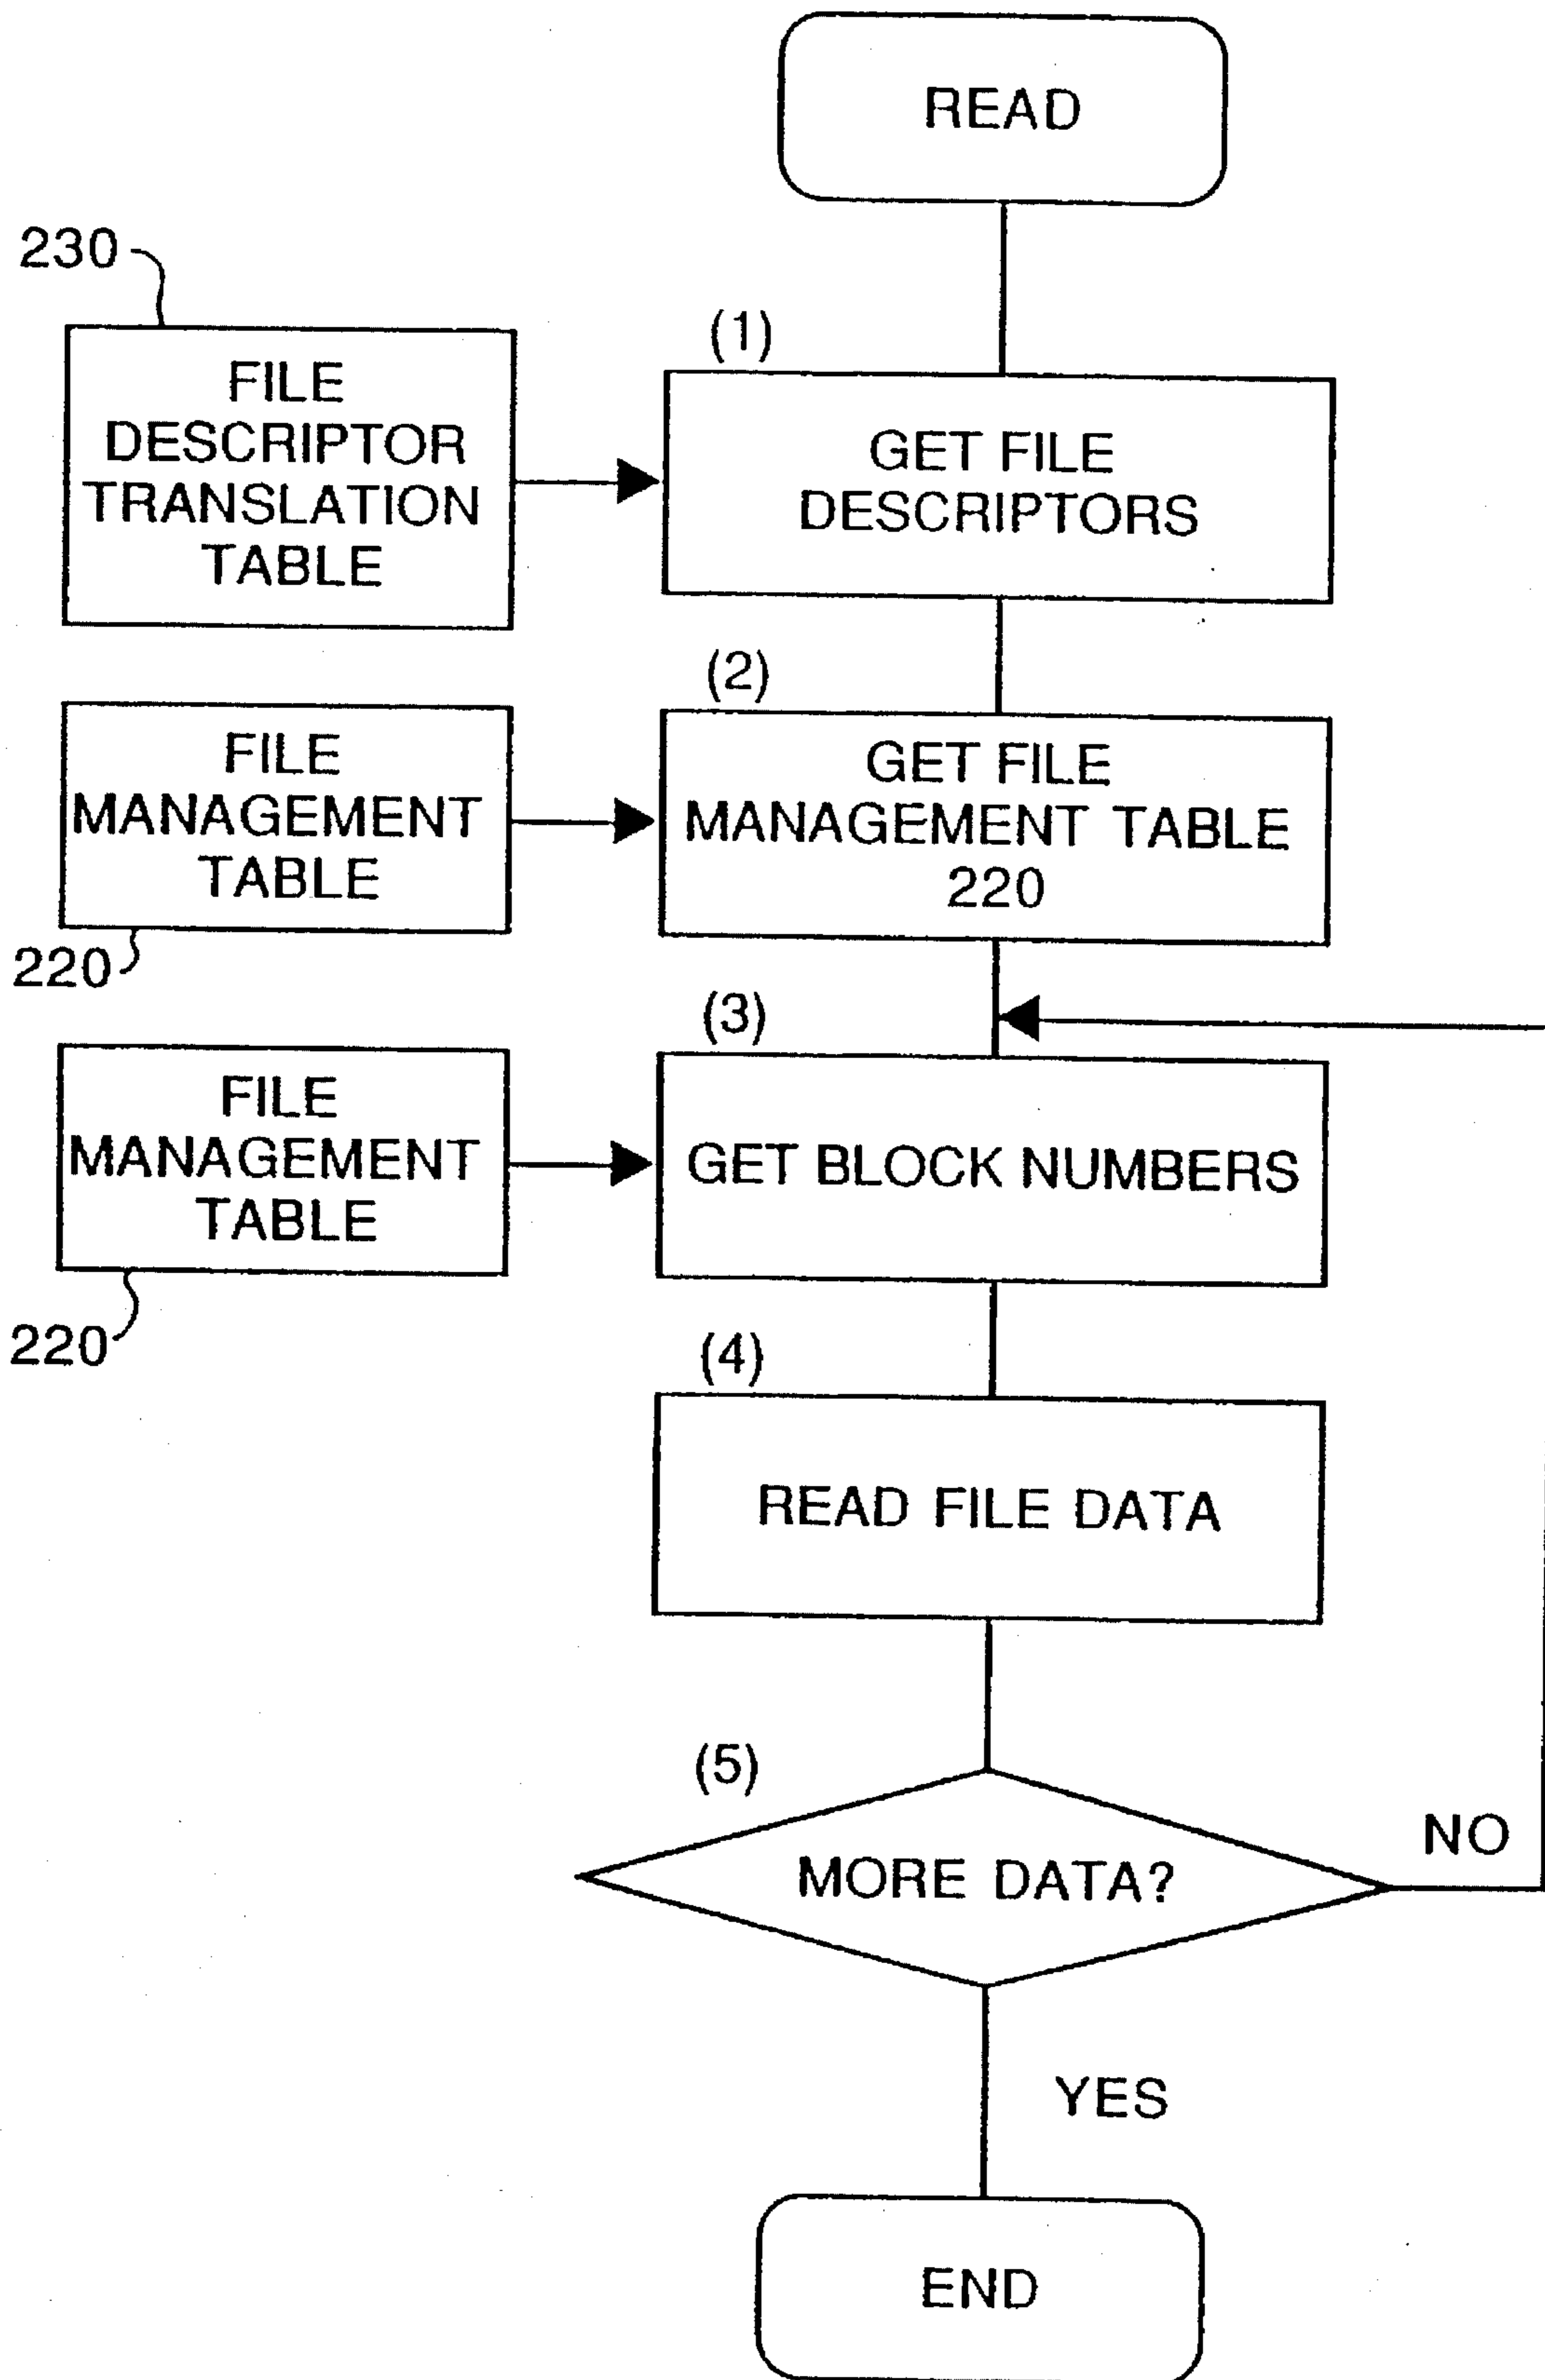 READ
230
(1)
FILE
DESCRIPTOR
TRANSLATION
TABLE
GET FILE
DESCRIPTORS
(2)
FILE
MANAGEMENT
TABLE
220
GET FILE
MANAGEMENT TABLE
220
(3)
FILE
MANAGEMENT
TABLE
220
GET BLOCK NUMBERS
(4)
READ FILE DATA
(5)
MORE DATA?
NO
YES
END